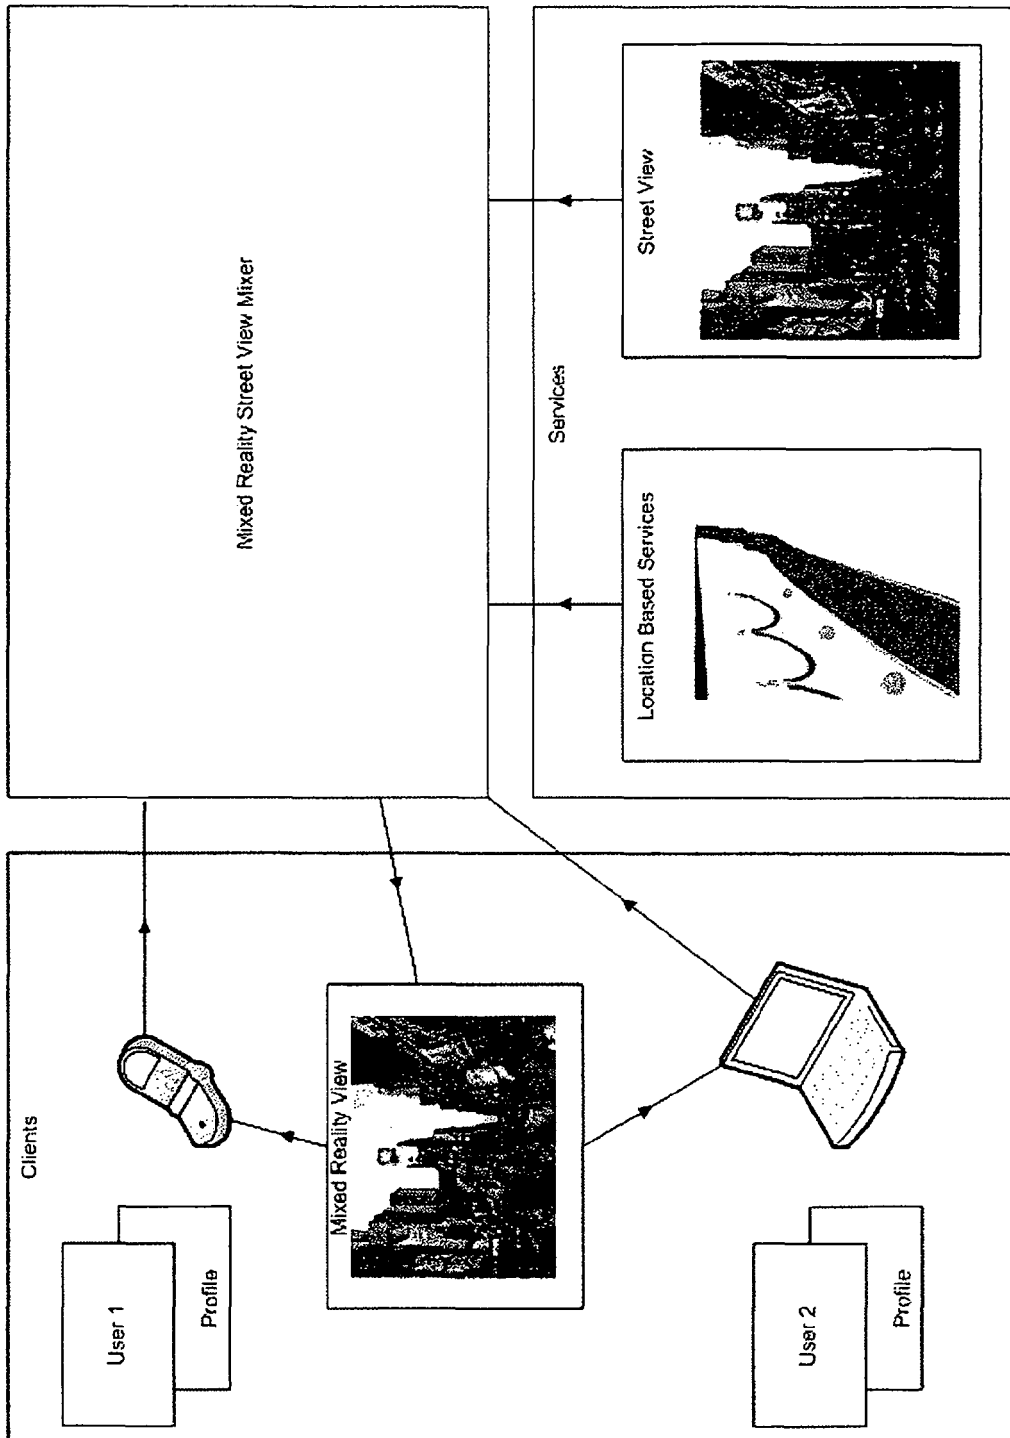 Clients
User 1
Profile
Mixed Reality View
User 2
Profile
Mixed Reality Street View Mixer
Services
Location Based Services
Street View